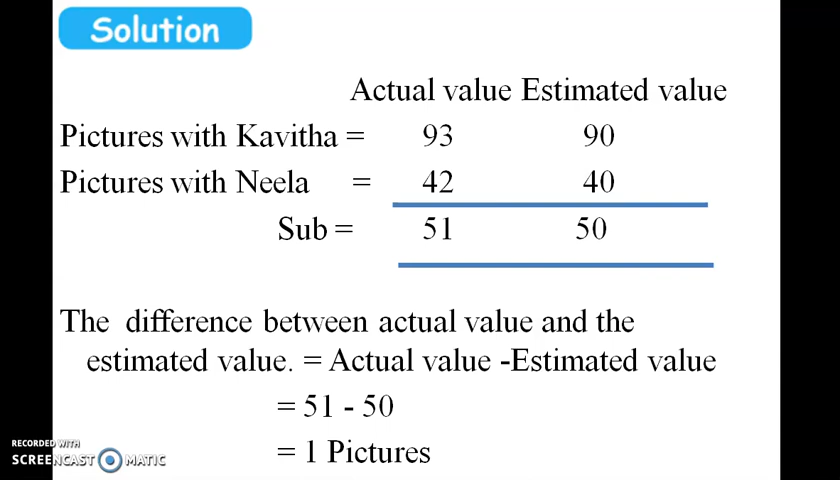 Solution
Actual value Estimated value
Pictures with Kavitha = 93 90
Pictures with Neela = 42 40
Sub = 51 50
The difference between actual value and the
estimated value. = Actual value -Estimated value
= 51 - 50
= 1 Pictures
RECORDED WITH
SCREENCAST MATIC